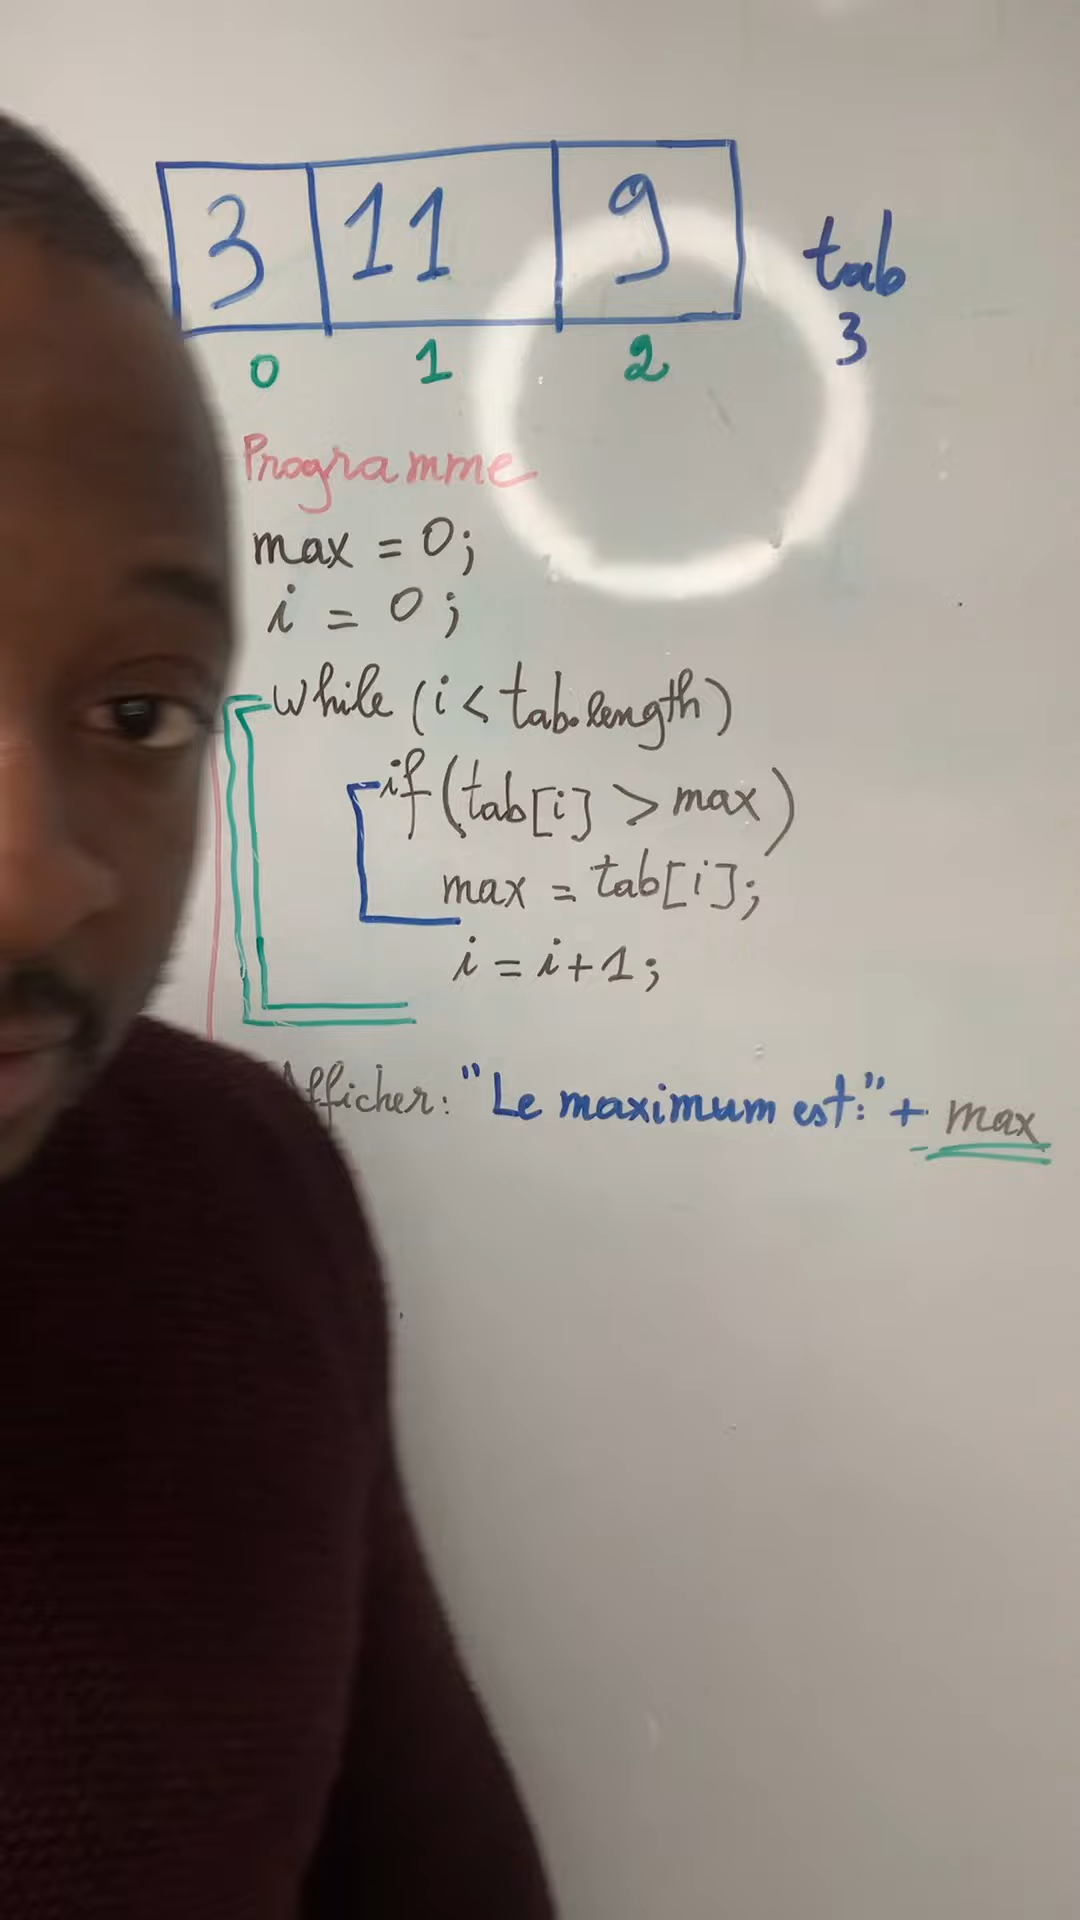 3 11 9 tab
0 1 2 3
Programme
max = 0;
i = 0;
while (i < tab.length)
if (tab[i] > max)
max = tab[i];
i = i+1;
Afficher: "Le maximum est:" + max